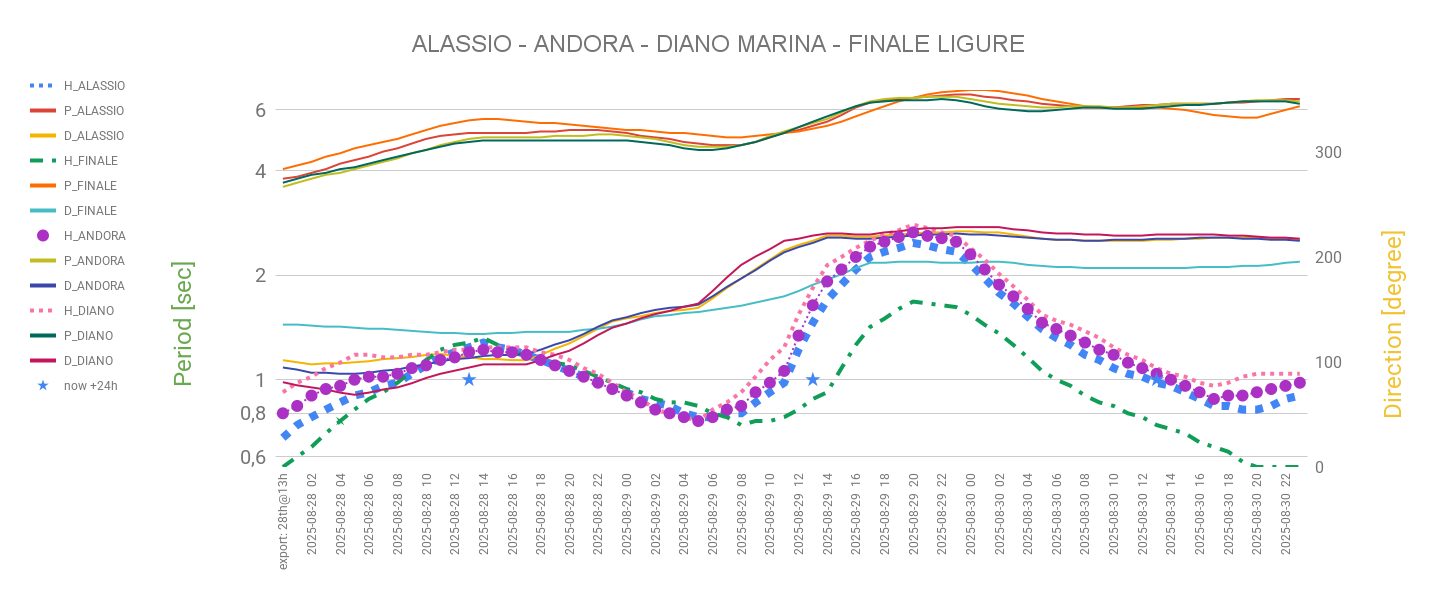 ALASSIO - ANDORA - DIANO MARINA - FINALE LIGURE
H_ALASSIO
P_ALASSIO
D_ALASSIO
H_FINALE
P_FINALE
D_FINALE
H_ANDORA
P_ANDORA
D_ANDORA
H_DIANO
P_DIANO
D_DIANO
now +24h
Period [sec]
6
4
2
1
0,8
0,6
300
200
100
0
Direction [degree]
export: 28th@13h
2025-08-28 02
2025-08-28 04
2025-08-28 06
2025-08-28 08
2025-08-28 10
2025-08-28 12
2025-08-28 14
2025-08-28 16
2025-08-28 18
2025-08-28 20
2025-08-28 22
2025-08-29 00
2025-08-29 02
2025-08-29 04
2025-08-29 06
2025-08-29 08
2025-08-29 10
2025-08-29 12
2025-08-29 14
2025-08-29 16
2025-08-29 18
2025-08-29 20
2025-08-29 22
2025-08-30 00
2025-08-30 02
2025-08-30 04
2025-08-30 06
2025-08-30 08
2025-08-30 10
2025-08-30 12
2025-08-30 14
2025-08-30 16
2025-08-30 18
2025-08-30 20
2025-08-30 22